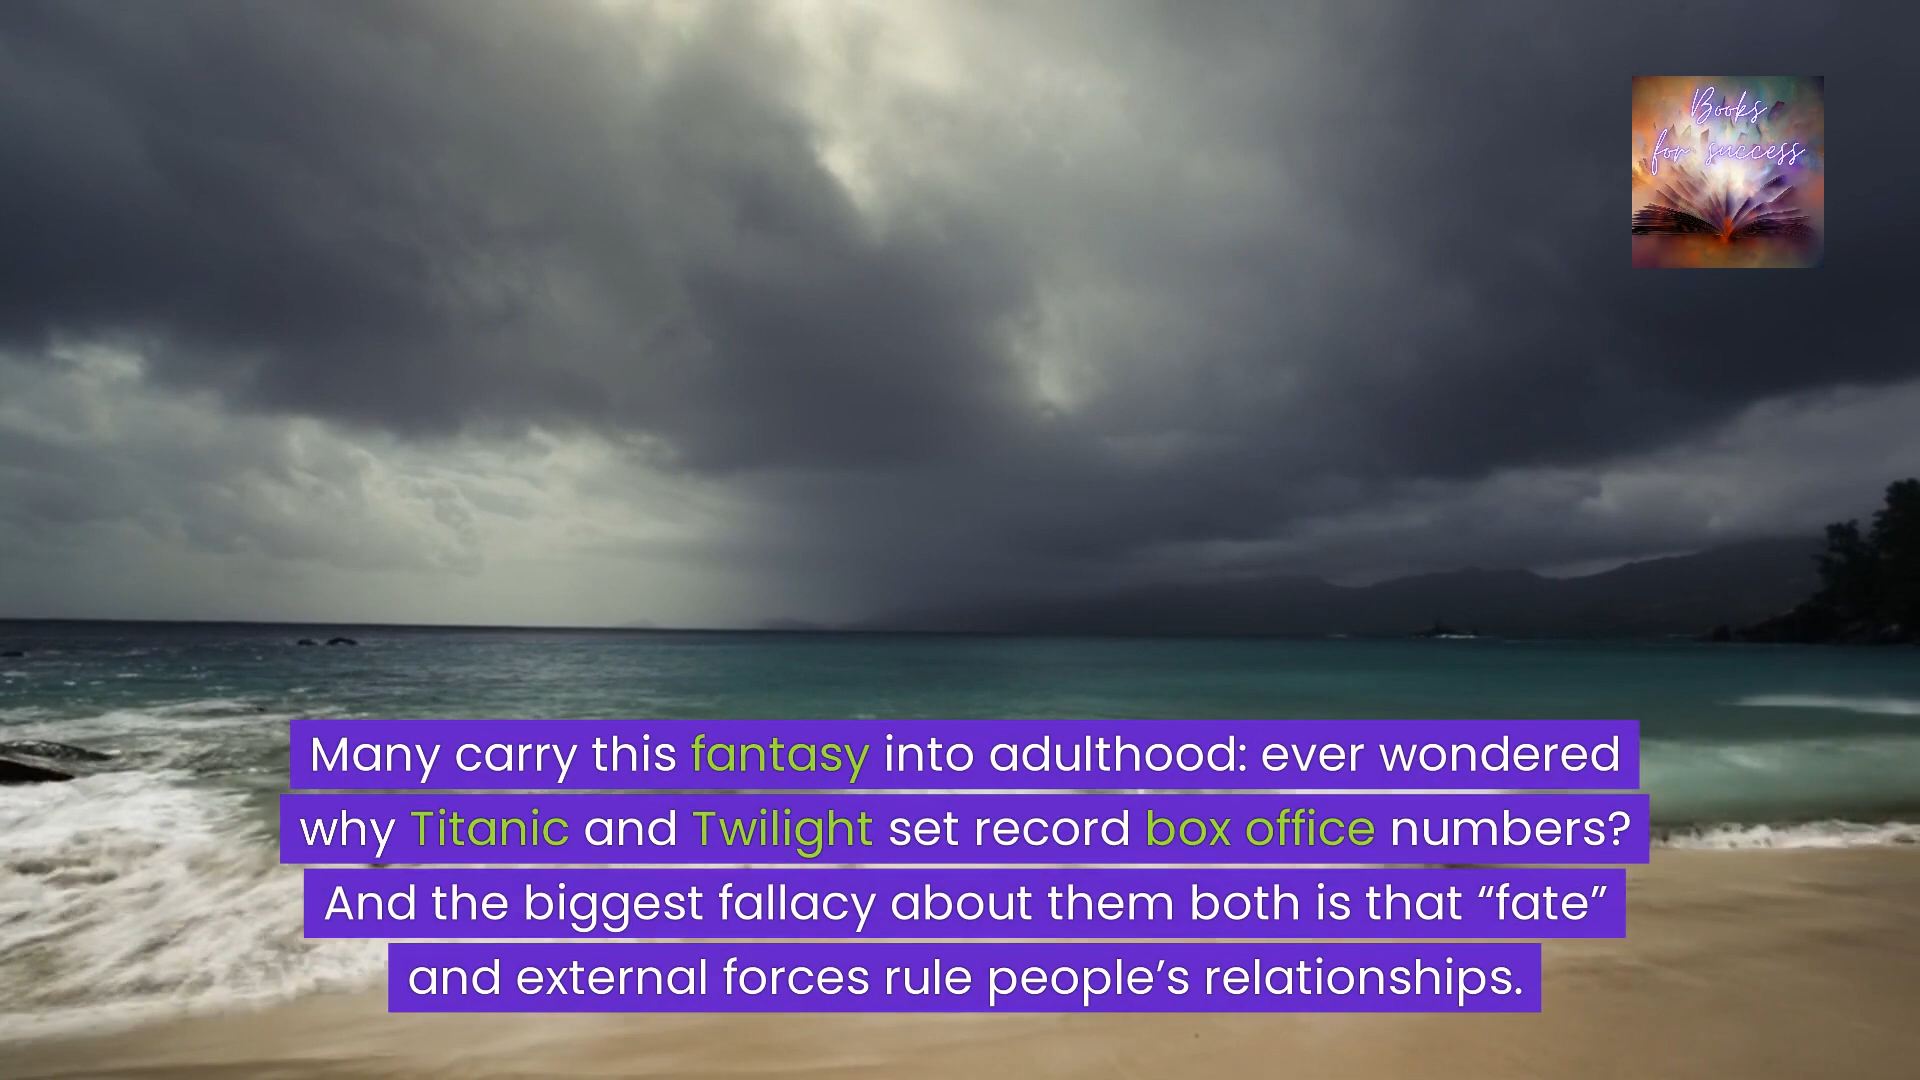 Books
for success
Many carry this fantasy into adulthood: ever wondered
why Titanic and Twilight set record box office numbers?
And the biggest fallacy about them both is that “fate”
and external forces rule people’s relationships.